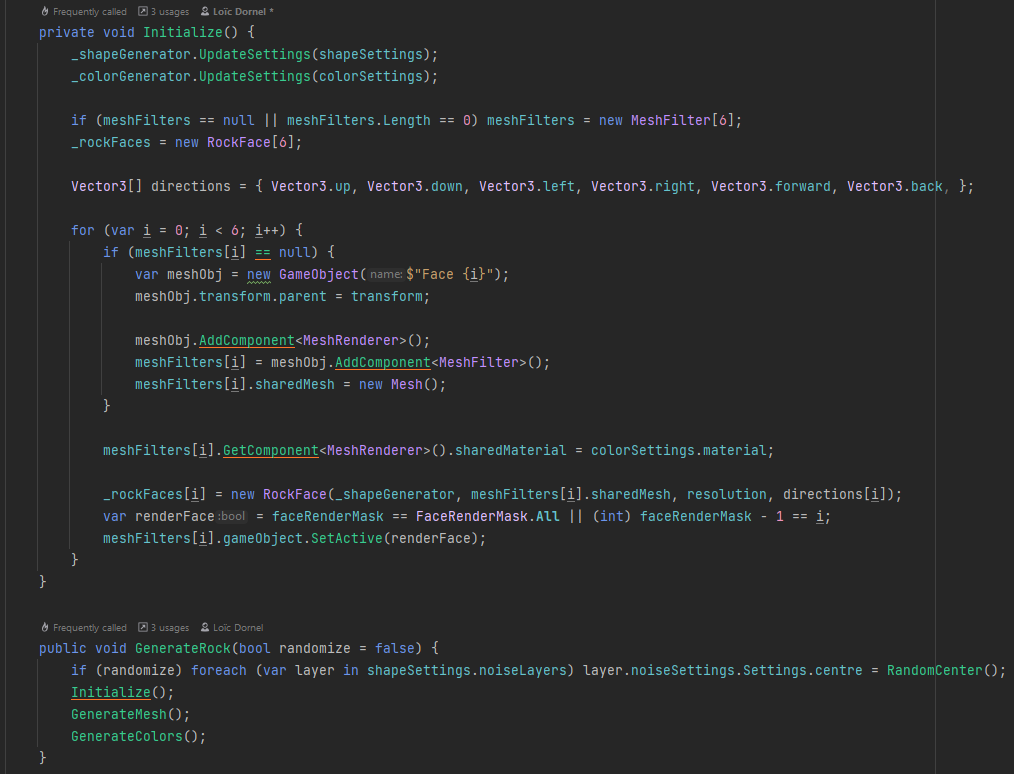 Frequently called 3 usages Loïc Dornel *
private void Initialize() {
    _shapeGenerator.UpdateSettings(shapeSettings);
    _colorGenerator.UpdateSettings(colorSettings);

    if (meshFilters == null || meshFilters.Length == 0) meshFilters = new MeshFilter[6];
    _rockFaces = new RockFace[6];

    Vector3[] directions = { Vector3.up, Vector3.down, Vector3.left, Vector3.right, Vector3.forward, Vector3.back, };

    for (var i = 0; i < 6; i++) {
        if (meshFilters[i] == null) {
            var meshObj = new GameObject(name: $"Face {i}");
            meshObj.transform.parent = transform;

            meshObj.AddComponent<MeshRenderer>();
            meshFilters[i] = meshObj.AddComponent<MeshFilter>();
            meshFilters[i].sharedMesh = new Mesh();
        }

        meshFilters[i].GetComponent<MeshRenderer>().sharedMaterial = colorSettings.material;

        _rockFaces[i] = new RockFace(_shapeGenerator, meshFilters[i].sharedMesh, resolution, directions[i]);
        var renderFace :bool = faceRenderMask == FaceRenderMask.All || (int) faceRenderMask - 1 == i;
        meshFilters[i].gameObject.SetActive(renderFace);
    }
}

Frequently called 3 usages Loïc Dornel
public void GenerateRock(bool randomize = false) {
    if (randomize) foreach (var layer in shapeSettings.noiseLayers) layer.noiseSettings.Settings.centre = RandomCenter();
    Initialize();
    GenerateMesh();
    GenerateColors();
}